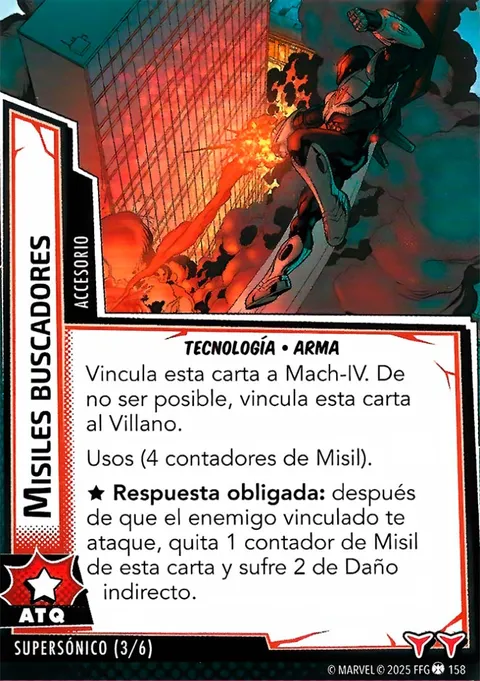 MISILES BUSCADORES
ACCESORIO
TECNOLOGÍA • ARMA
Vincula esta carta a Mach-IV. De
no ser posible, vincula esta carta
al Villano.
Usos (4 contadores de Misil).
★ Respuesta obligada: después
de que el enemigo vinculado te
ataque, quita 1 contador de Misil
de esta carta y sufre 2 de Daño
indirecto.
ATQ
SUPERSÓNICO (3/6)
© MARVEL © 2025 FFG 158